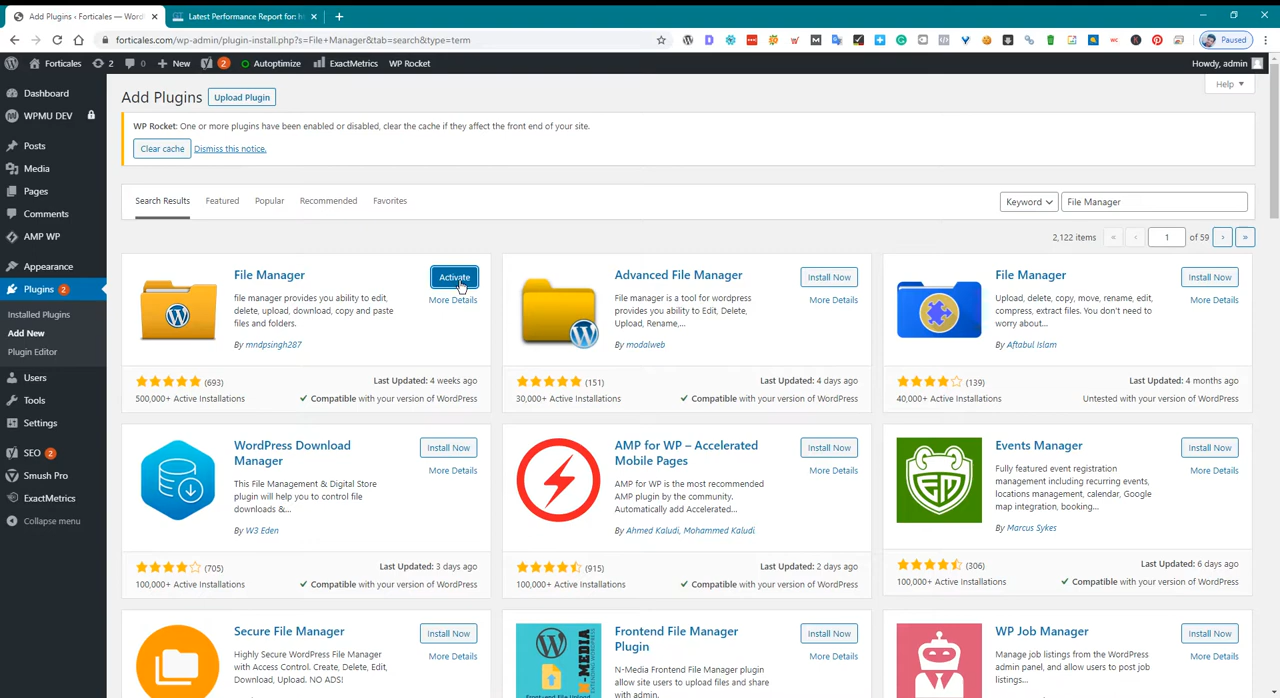 Add Plugins ‹ Forticales — Word
Latest Performance Report for: h
forticales.com/wp-admin/plugin-install.php?s=File+Manager&tab=search&type=term
Paused
Forticales
2
0
New
2
Autoptimize
ExactMetrics
WP Rocket
Howdy, admin
Dashboard
WPMU DEV
Posts
Media
Pages
Comments
AMP WP
Appearance
Plugins 2
Installed Plugins
Add New
Plugin Editor
Users
Tools
Settings
SEO 2
Smush Pro
ExactMetrics
Collapse menu
Help
Add Plugins
Upload Plugin
WP Rocket: One or more plugins have been enabled or disabled, clear the cache if they affect the front end of your site.
Clear cache
Dismiss this notice.
Search Results
Featured
Popular
Recommended
Favorites
Keyword
File Manager
2,122 items
«
‹
1
of 59
›
»
File Manager
Activate
More Details
file manager provides you ability to edit,
delete, upload, download, copy and paste
files and folders.
By mndpsingh287
(693)
Last Updated: 4 weeks ago
500,000+ Active Installations
Compatible with your version of WordPress
Advanced File Manager
Install Now
More Details
File manager is a tool for wordpress
provides you ability to Edit, Delete,
Upload, Rename,...
By modalweb
(151)
Last Updated: 4 days ago
30,000+ Active Installations
Compatible with your version of WordPress
File Manager
Install Now
More Details
Upload, delete, copy, move, rename, edit,
compress, extract files. You don't need to
worry about...
By Aftabul Islam
(139)
Last Updated: 4 months ago
40,000+ Active Installations
Untested with your version of WordPress
WordPress Download
Manager
Install Now
More Details
This File Management & Digital Store
plugin will help you to control file
downloads &...
By W3 Eden
(705)
Last Updated: 3 days ago
100,000+ Active Installations
Compatible with your version of WordPress
AMP for WP – Accelerated
Mobile Pages
Install Now
More Details
AMP for WP is the most recommended
AMP plugin by the community.
Automatically add Accelerated...
By Ahmed Kaludi, Mohammed Kaludi
(915)
Last Updated: 2 days ago
100,000+ Active Installations
Compatible with your version of WordPress
Events Manager
Install Now
More Details
Fully featured event registration
management including recurring events,
locations management, calendar, Google
map integration, booking...
By Marcus Sykes
(306)
Last Updated: 6 days ago
100,000+ Active Installations
Compatible with your version of WordPress
Secure File Manager
Install Now
More Details
Highly Secure WordPress File Manager
with Access Control. Create, Delete, Edit,
Download, Upload. NO ADS!
N-MEDIA
Frontend File Manager
Plugin
Install Now
More Details
N-Media Frontend File Manager plugin
allow site users to upload files and share
with admin.
WP Job Manager
Install Now
More Details
Manage job listings from the WordPress
admin panel, and allow users to post job
listings...